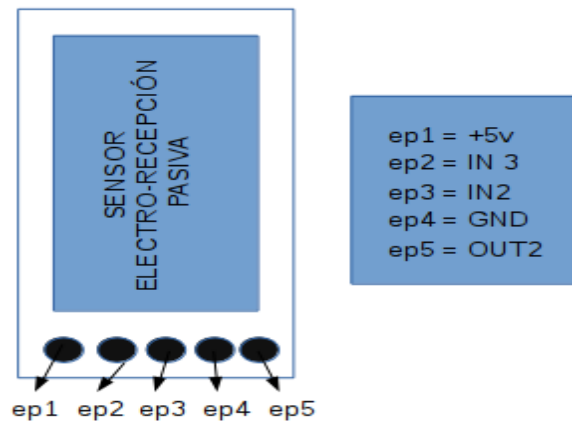 SENSOR
ELECTRO-RECEPCIÓN
PASIVA
ep1 = +5v
ep2 = IN 3
ep3 = IN2
ep4 = GND
ep5 = OUT2
ep1 ep2 ep3 ep4 ep5